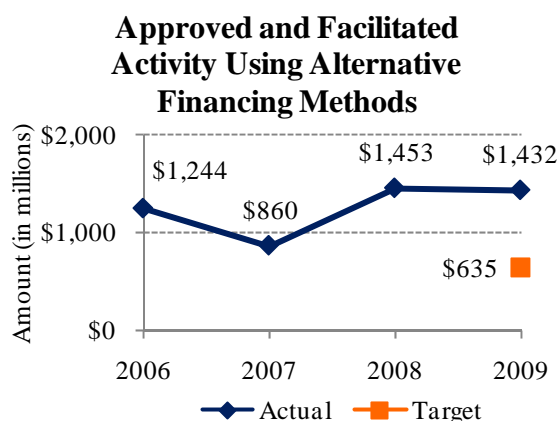 Approved and Facilitated
Activity Using Alternative
Financing Methods
Amount (in millions)
$2,000
$1,000
$0
$1,244
$860
$1,453
$1,432
$635
2006 2007 2008 2009
Actual Target